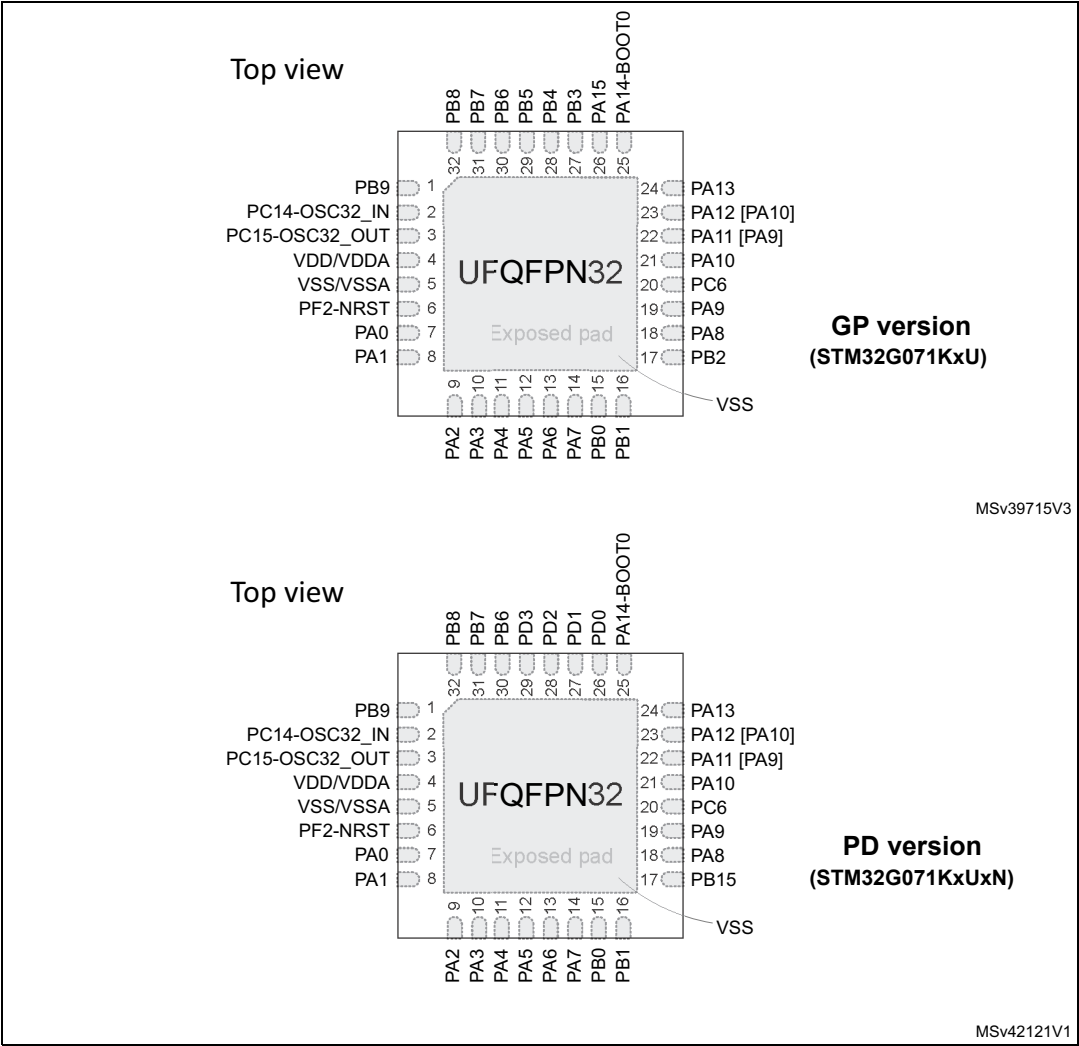 Top view
PB8
PB7
PB6
PB5
PB4
PB3
PA15
PA14-BOOT0
32
31
30
29
28
27
26
25
PB9 1
PC14-OSC32_IN 2
PC15-OSC32_OUT 3
VDD/VDDA 4
VSS/VSSA 5
PF2-NRST 6
PA0 7
PA1 8
UFQFPN32
Exposed pad
24 PA13
23 PA12 [PA10]
22 PA11 [PA9]
21 PA10
20 PC6
19 PA9
18 PA8
17 PB2
VSS
9
10
11
12
13
14
15
16
PA2
PA3
PA4
PA5
PA6
PA7
PB0
PB1
GP version
(STM32G071KxU)
MSv39715V3
Top view
PB8
PB7
PB6
PD3
PD2
PD1
PD0
PA14-BOOT0
32
31
30
29
28
27
26
25
PB9 1
PC14-OSC32_IN 2
PC15-OSC32_OUT 3
VDD/VDDA 4
VSS/VSSA 5
PF2-NRST 6
PA0 7
PA1 8
UFQFPN32
Exposed pad
24 PA13
23 PA12 [PA10]
22 PA11 [PA9]
21 PA10
20 PC6
19 PA9
18 PA8
17 PB15
VSS
9
10
11
12
13
14
15
16
PA2
PA3
PA4
PA5
PA6
PA7
PB0
PB1
PD version
(STM32G071KxUxN)
MSv42121V1